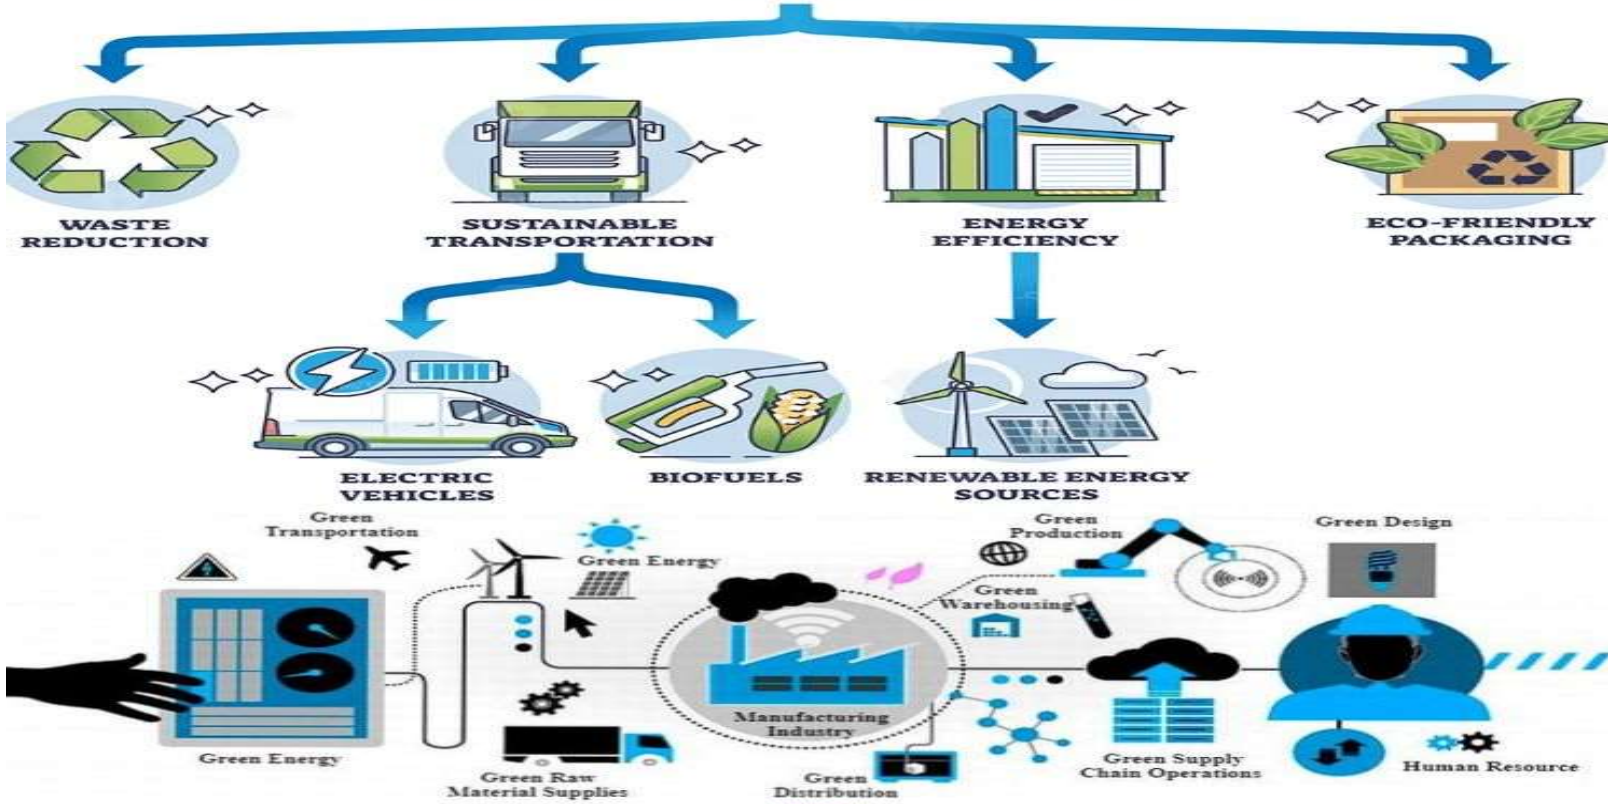 WASTE
REDUCTION
SUSTAINABLE
TRANSPORTATION
ENERGY
EFFICIENCY
ECO-FRIENDLY
PACKAGING
ELECTRIC
VEHICLES
BIOFUELS
RENEWABLE ENERGY
SOURCES
Green
Transportation
Green Energy
Green
Production
Green Design
Green
Warehousing
Manufacturing
Industry
Green Energy
Green Raw
Material Supplies
Green
Distribution
Green Supply
Chain Operations
Human Resource